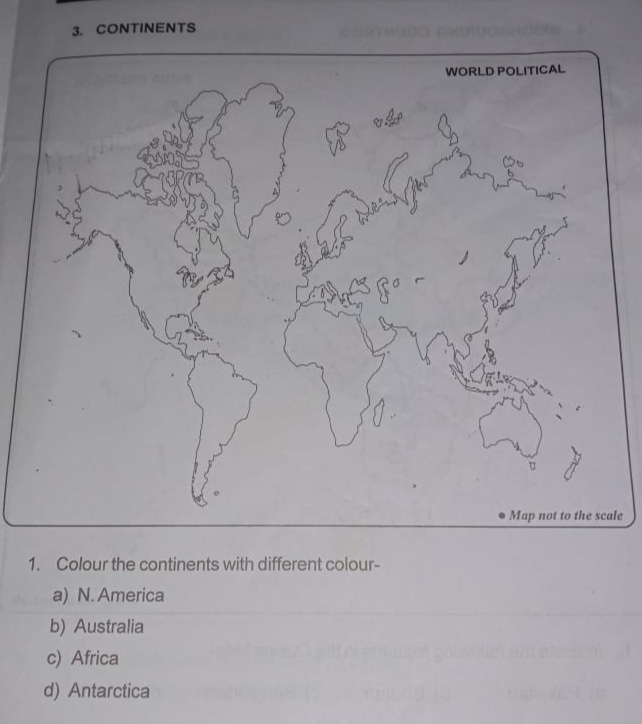 3. CONTINENTS
WORLD POLITICAL
● Map not to the scale
1. Colour the continents with different colour-
a) N. America
b) Australia
c) Africa
d) Antarctica